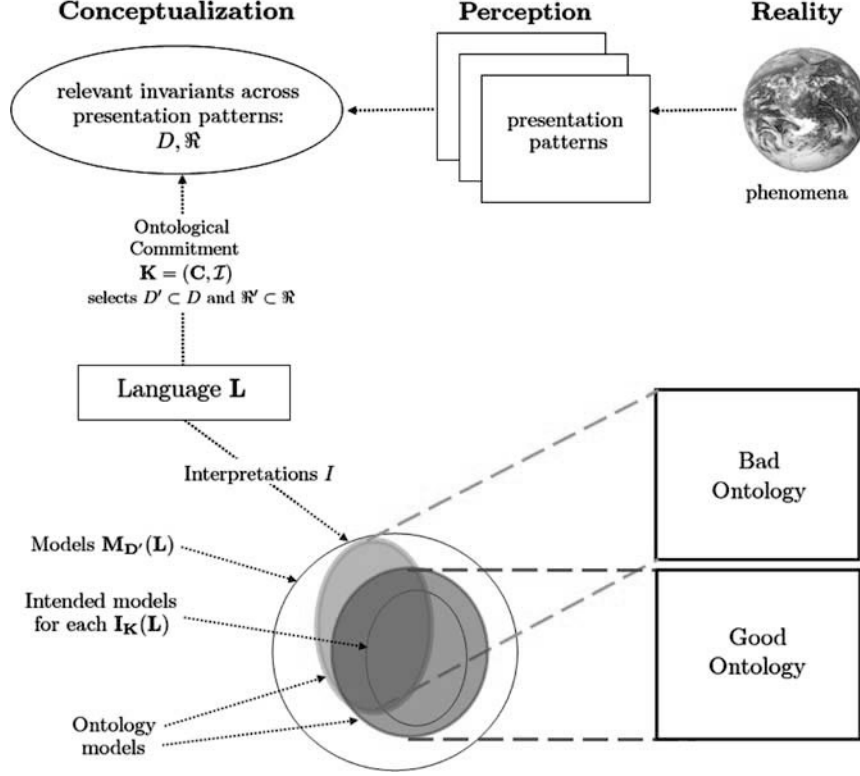 Conceptualization
Perception
Reality
relevant invariants across
presentation patterns:
D, ℜ
presentation
patterns
phenomena
Ontological
Commitment
K = (C, I)
selects D′ ⊂ D and ℜ′ ⊂ ℜ
Language L
Interpretations I
Bad
Ontology
Models M_D′(L)
Intended models
for each I_K(L)
Good
Ontology
Ontology
models